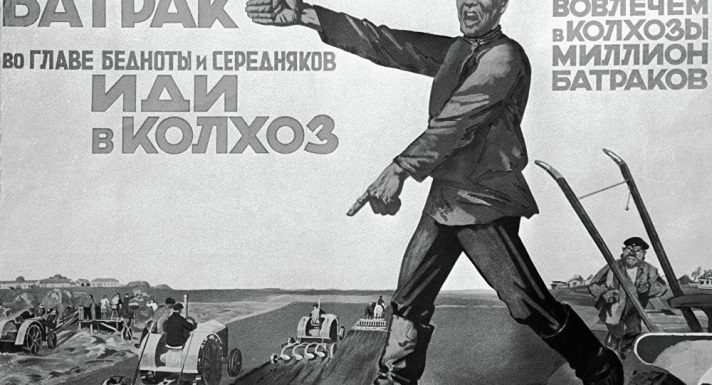 БАТРАК
ВО ГЛАВЕ БЕДНОТЫ И СЕРЕДНЯКОВ
ИДИ
В КОЛХОЗ
ВОВЛЕЧЕМ
В КОЛХОЗЫ
МИЛЛИОН
БАТРАКОВ